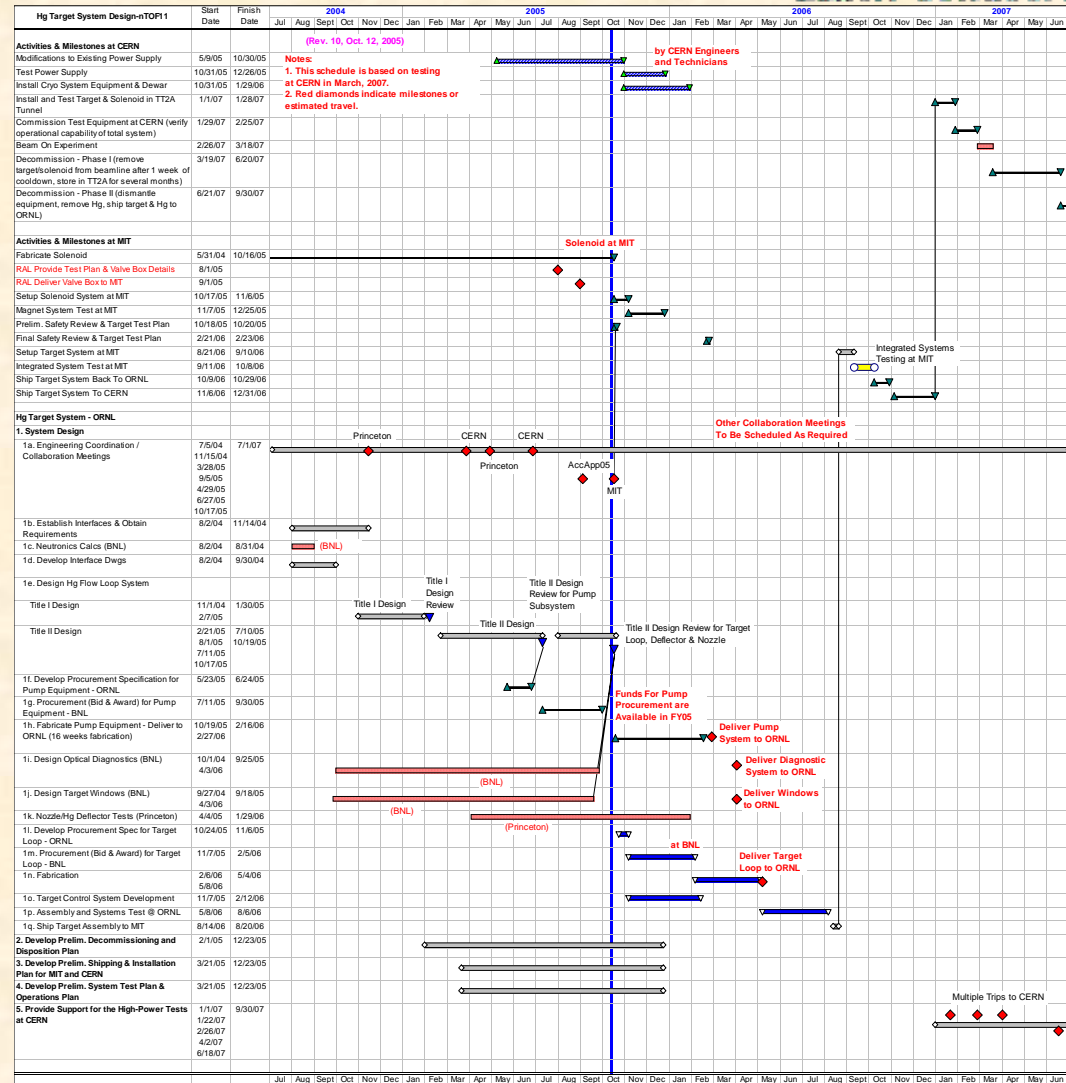 Hg Target System Design-nTOF11 Start Date Finish Date 2004 2005 2006 2007
Jul Aug Sept Oct Nov Dec Jan Feb Mar Apr May Jun Jul Aug Sept Oct Nov Dec Jan Feb Mar Apr May Jun Jul Aug Sept Oct Nov Dec Jan Feb Mar Apr May Jun
(Rev. 10, Oct. 12, 2005)
Notes:
1. This schedule is based on testing
at CERN in March, 2007.
2. Red diamonds indicate milestones or
estimated travel.
by CERN Engineers
and Technicians
Activities & Milestones at CERN
Modifications to Existing Power Supply 5/9/05 10/30/05
Test Power Supply 10/31/05 12/26/05
Install Cryo System Equipment & Dewar 10/31/05 1/29/06
Install and Test Target & Solenoid in TT2A 1/1/07 1/28/07
Tunnel
Commission Test Equipment at CERN (verify 1/29/07 2/25/07
operational capability of total system)
Beam On Experiment 2/26/07 3/18/07
Decommission - Phase I (remove 3/19/07 6/20/07
target/solenoid from beamline after 1 week of
cooldown, store in TT2A for several months)
Decommission - Phase II (dismantle 6/21/07 9/30/07
equipment, remove Hg, ship target & Hg to
ORNL)
Activities & Milestones at MIT
Solenoid at MIT
Fabricate Solenoid 5/31/04 10/16/05
RAL Provide Test Plan & Valve Box Details 8/1/05
RAL Deliver Valve Box to MIT 9/1/05
Setup Solenoid System at MIT 10/17/05 11/6/05
Magnet System Test at MIT 11/7/05 12/25/05
Prelim. Safety Review & Target Test Plan 10/18/05 10/20/05
Final Safety Review & Target Test Plan 2/21/06 2/23/06
Setup Target System at MIT 8/21/06 9/10/06
Integrated Systems
Testing at MIT
Integrated System Test at MIT 9/11/06 10/8/06
Ship Target System Back To ORNL 10/9/06 10/29/06
Ship Target System To CERN 11/6/06 12/31/06
Hg Target System - ORNL
1. System Design
Other Collaboration Meetings
To Be Scheduled As Required
1a. Engineering Coordination / 7/5/04 7/1/07
Collaboration Meetings 11/15/04
3/28/05
9/5/05
4/29/05
6/27/05
10/17/05
Princeton CERN CERN
Princeton AccApp05
MIT
1b. Establish Interfaces & Obtain 8/2/04 11/14/04
Requirements
1c. Neutronics Calcs (BNL) 8/2/04 8/31/04 (BNL)
1d. Develop Interface Dwgs 8/2/04 9/30/04
1e. Design Hg Flow Loop System
Title I Design 11/1/04 1/30/05
2/7/05
Title I Design
Title I
Design
Review
Title II Design
Review for Pump
Subsystem
Title II Design 2/21/05 7/10/05
8/1/05 10/19/05
7/11/05
10/17/05
Title II Design
Title II Design Review for Target
Loop, Deflector & Nozzle
1f. Develop Procurement Specification for 5/23/05 6/24/05
Pump Equipment - ORNL
1g. Procurement (Bid & Award) for Pump 7/11/05 9/30/05
Equipment - BNL
Funds For Pump
Procurement are
Available in FY05
1h. Fabricate Pump Equipment - Deliver to 10/19/05 2/16/06
ORNL (16 weeks fabrication) 2/27/06
Deliver Pump
System to ORNL
1i. Design Optical Diagnostics (BNL) 10/1/04 9/25/05
4/3/06
(BNL)
Deliver Diagnostic
System to ORNL
1j. Design Target Windows (BNL) 9/27/04 9/18/05
4/3/06
(BNL)
Deliver Windows
to ORNL
1k. Nozzle/Hg Deflector Tests (Princeton) 4/4/05 1/29/06
(Princeton)
1l. Develop Procurement Spec for Target 10/24/05 11/6/05
Loop - ORNL
1m. Procurement (Bid & Award) for Target 11/7/05 2/5/06
Loop - BNL
at BNL
Deliver Target
Loop to ORNL
1n. Fabrication 2/6/06 5/4/06
5/8/06
1o. Target Control System Development 11/7/05 2/12/06
1p. Assembly and Systems Test @ ORNL 5/8/06 8/6/06
1q. Ship Target Assembly to MIT 8/14/06 8/20/06
2. Develop Prelim. Decommissioning and 2/1/05 12/23/05
Disposition Plan
3. Develop Prelim. Shipping & Installation 3/21/05 12/23/05
Plan for MIT and CERN
4. Develop Prelim. System Test Plan & 3/21/05 12/23/05
Operations Plan
5. Provide Support for the High-Power Tests 1/1/07 9/30/07
at CERN 1/22/07
2/26/07
4/2/07
6/18/07
Multiple Trips to CERN
Jul Aug Sept Oct Nov Dec Jan Feb Mar Apr May Jun Jul Aug Sept Oct Nov Dec Jan Feb Mar Apr May Jun Jul Aug Sept Oct Nov Dec Jan Feb Mar Apr May Jun